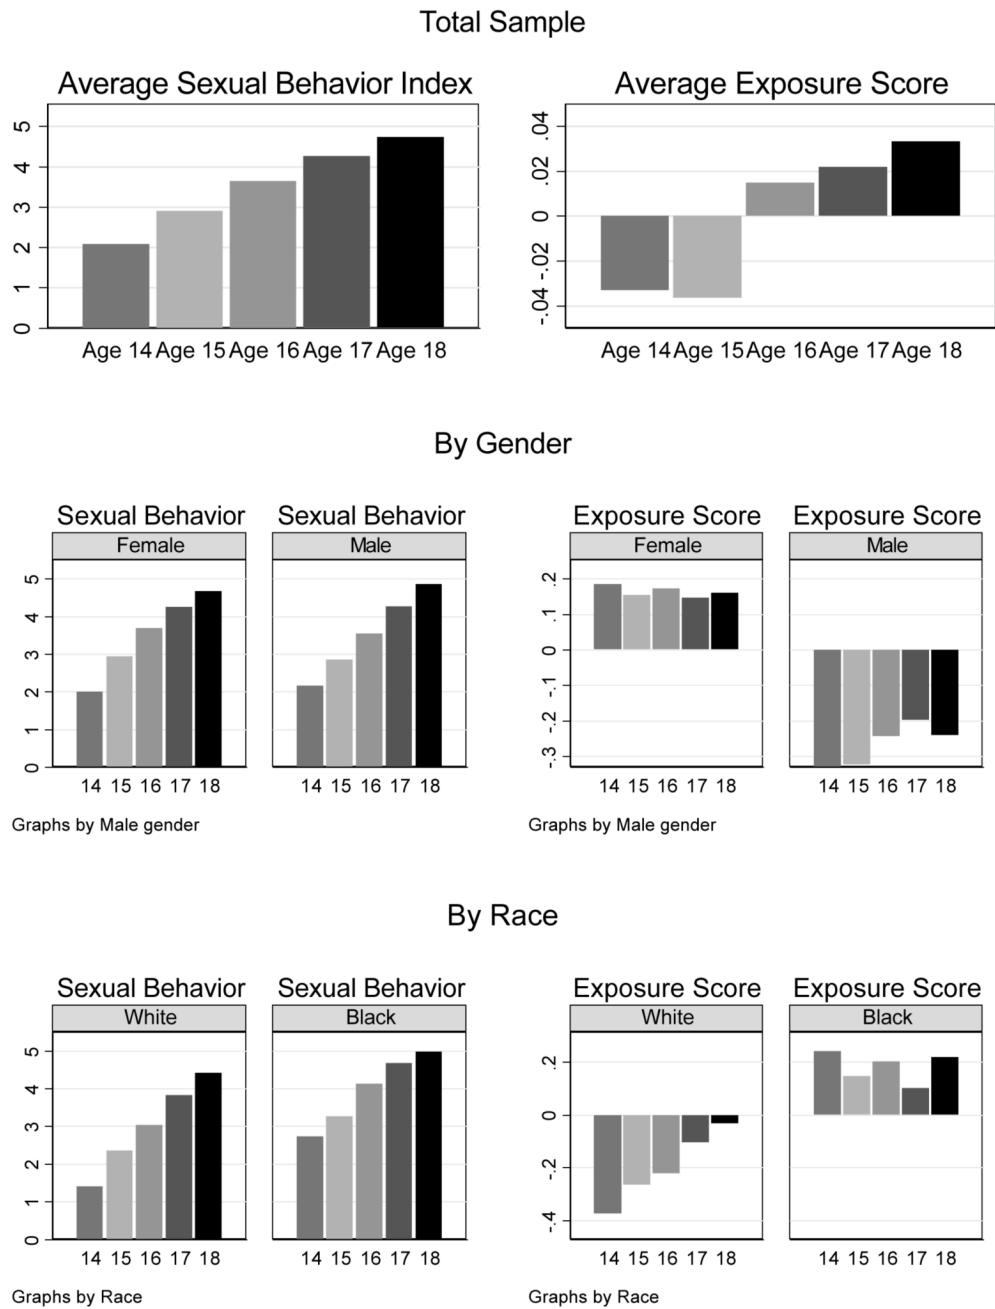 Total Sample
Average Sexual Behavior Index
Average Exposure Score
5
4
3
2
1
0
Age 14 Age 15 Age 16 Age 17 Age 18
.04
.02
0
-.02
-.04
Age 14 Age 15 Age 16 Age 17 Age 18
By Gender
Sexual Behavior
Sexual Behavior
Exposure Score
Exposure Score
Female
Male
Female
Male
5
4
3
2
1
0
14 15 16 17 18
14 15 16 17 18
.2
.1
0
-.1
-.2
-.3
14 15 16 17 18
14 15 16 17 18
Graphs by Male gender
Graphs by Male gender
By Race
Sexual Behavior
Sexual Behavior
Exposure Score
Exposure Score
White
Black
White
Black
5
4
3
2
1
0
14 15 16 17 18
14 15 16 17 18
.2
0
-.2
-.4
14 15 16 17 18
14 15 16 17 18
Graphs by Race
Graphs by Race